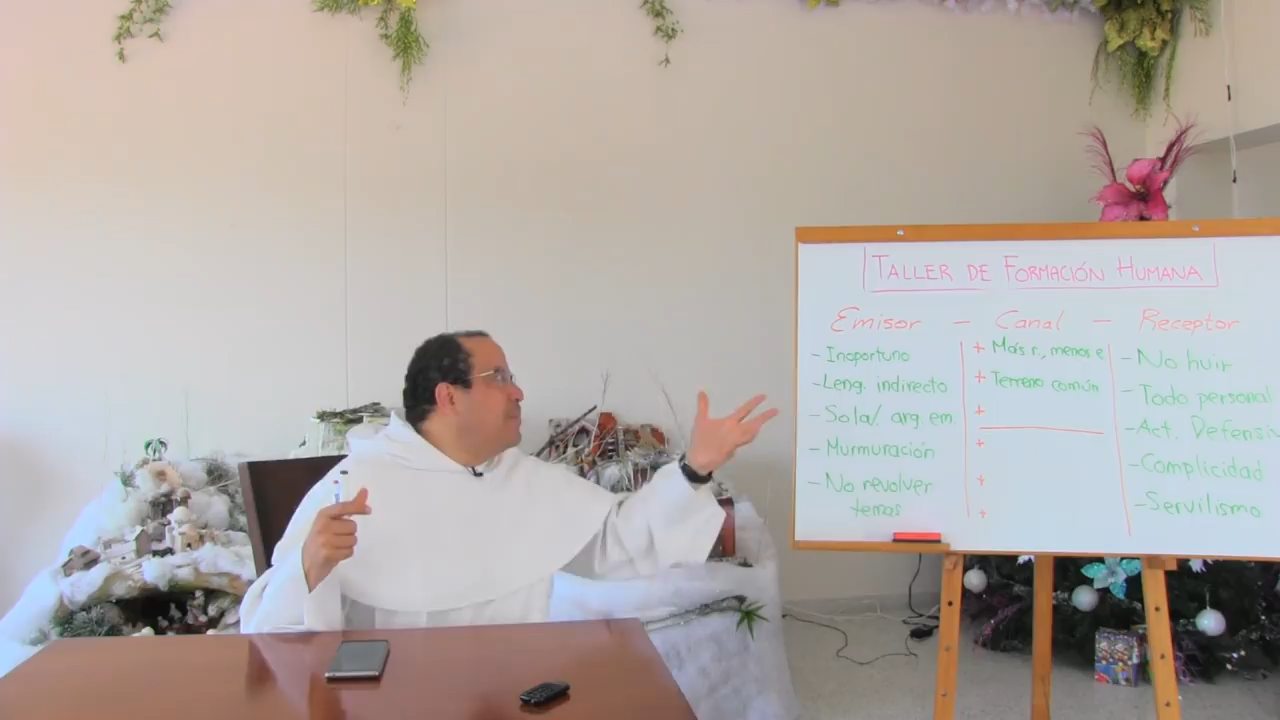 TALLER DE FORMACIÓN HUMANA
Emisor - Canal - Receptor
- Inoportuno
- Leng. indirecto
- Sola/. arg. em.
- Murmuración
- No revolver
temas
+ Más r., menos e
+ Terreno común
+
+
+
+
- No huir
- Todo personal
- Act. Defensi
- Complicidad
- Servilismo